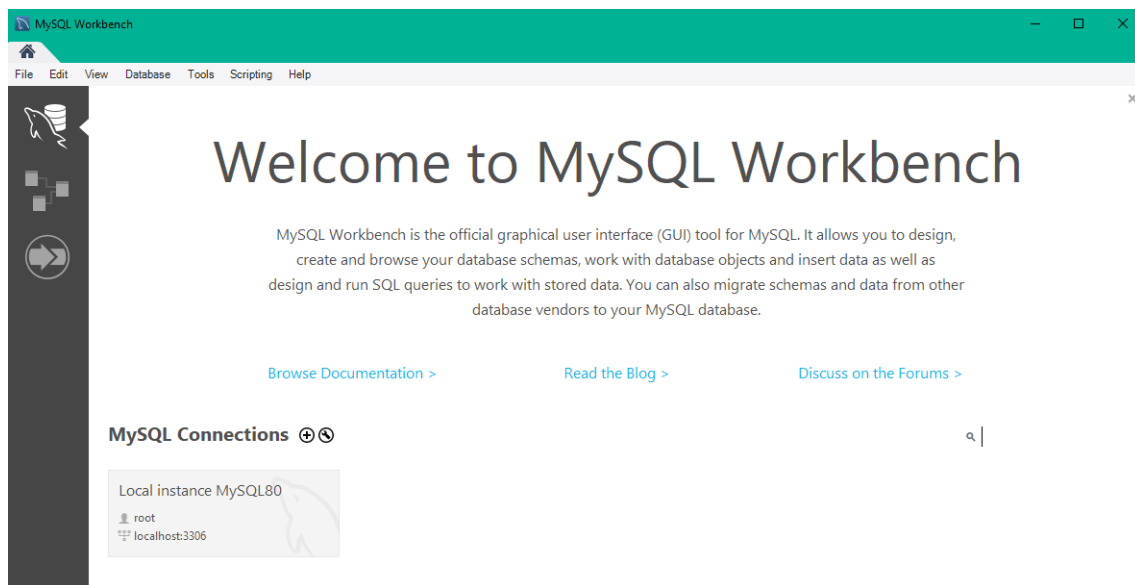 MySQL Workbench
File Edit View Database Tools Scripting Help
Welcome to MySQL Workbench
MySQL Workbench is the official graphical user interface (GUI) tool for MySQL. It allows you to design,
create and browse your database schemas, work with database objects and insert data as well as
design and run SQL queries to work with stored data. You can also migrate schemas and data from other
database vendors to your MySQL database.
Browse Documentation > Read the Blog > Discuss on the Forums >
MySQL Connections
Local instance MySQL80
root
localhost:3306